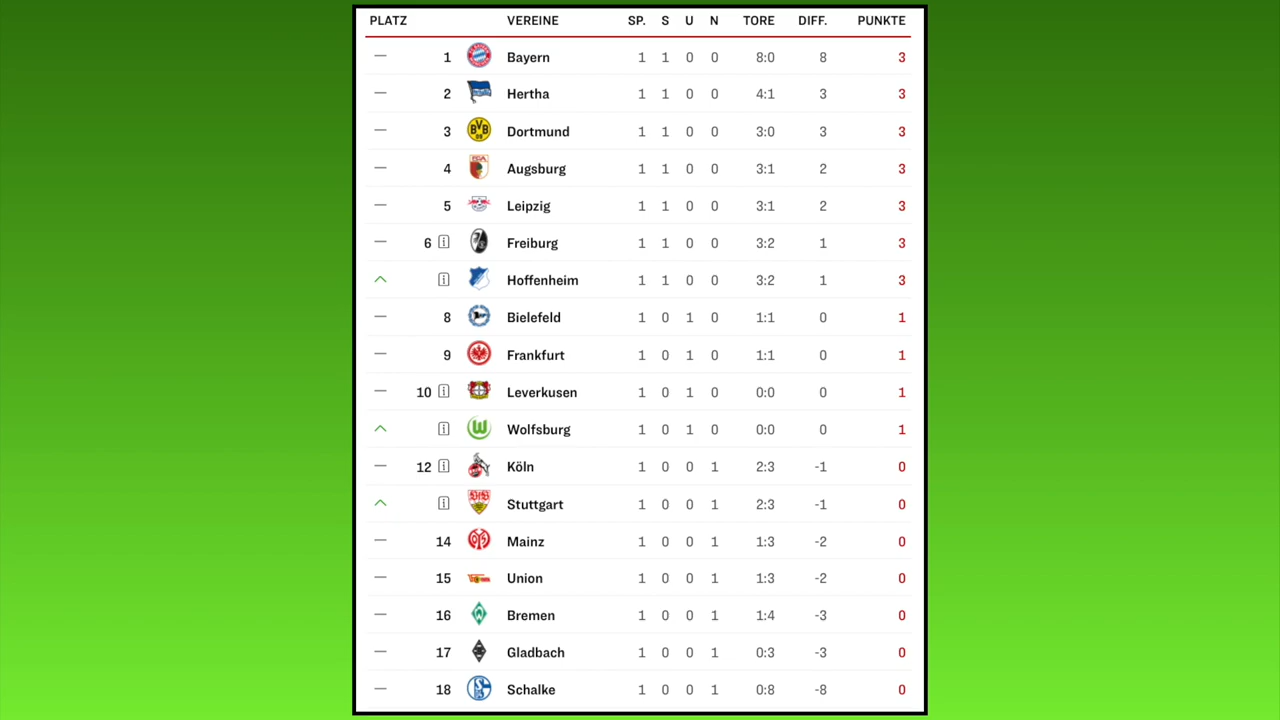 PLATZ VEREINE SP. S U N TORE DIFF. PUNKTE
— 1 Bayern 1 1 0 0 8:0 8 3
— 2 Hertha 1 1 0 0 4:1 3 3
— 3 Dortmund 1 1 0 0 3:0 3 3
— 4 Augsburg 1 1 0 0 3:1 2 3
— 5 Leipzig 1 1 0 0 3:1 2 3
— 6 i Freiburg 1 1 0 0 3:2 1 3
i Hoffenheim 1 1 0 0 3:2 1 3
— 8 Bielefeld 1 0 1 0 1:1 0 1
— 9 Frankfurt 1 0 1 0 1:1 0 1
— 10 i Leverkusen 1 0 1 0 0:0 0 1
i Wolfsburg 1 0 1 0 0:0 0 1
— 12 i Köln 1 0 0 1 2:3 -1 0
i Stuttgart 1 0 0 1 2:3 -1 0
— 14 Mainz 1 0 0 1 1:3 -2 0
— 15 Union 1 0 0 1 1:3 -2 0
— 16 Bremen 1 0 0 1 1:4 -3 0
— 17 Gladbach 1 0 0 1 0:3 -3 0
— 18 Schalke 1 0 0 1 0:8 -8 0